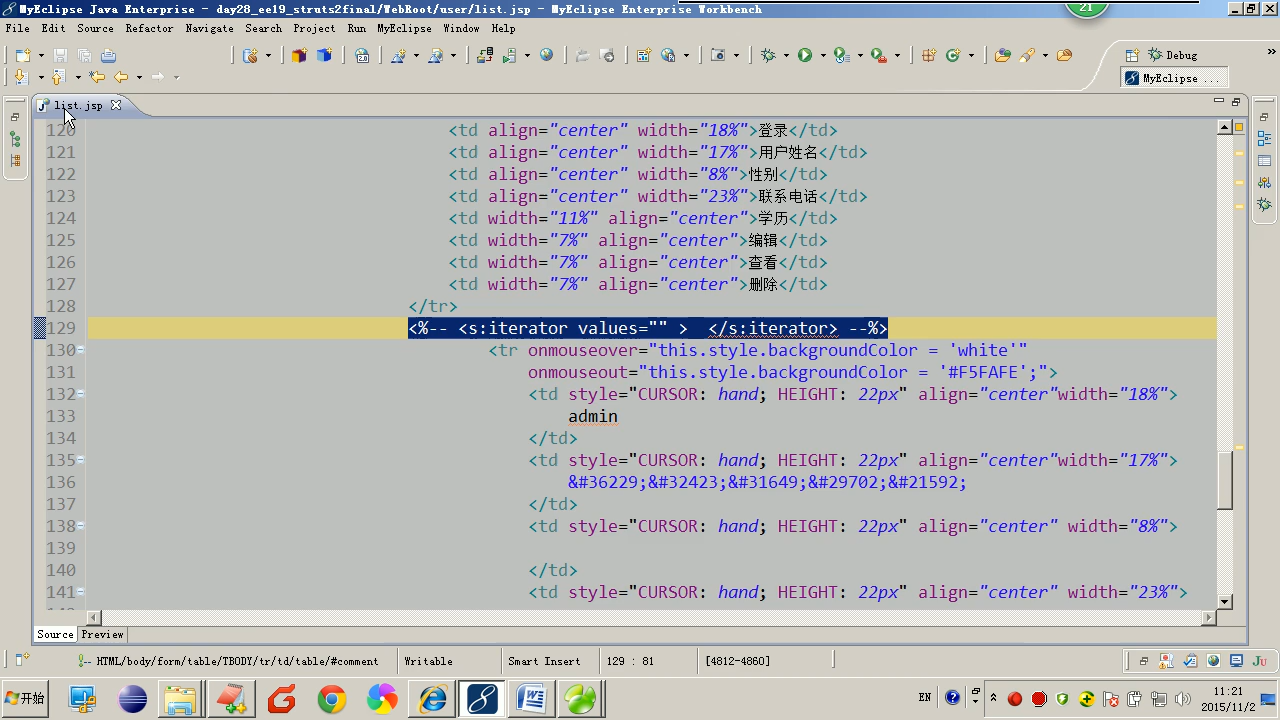 MyEclipse Java Enterprise - day28_ee19_struts2final/WebRoot/user/list.jsp - MyEclipse Enterprise Workbench
21
File Edit Source Refactor Navigate Search Project Run MyEclipse Window Help
Debug
MyEclipse ...
list.jsp
120 <td align="center" width="18%">登录</td>
121 <td align="center" width="17%">用户姓名</td>
122 <td align="center" width="8%">性别</td>
123 <td align="center" width="23%">联系电话</td>
124 <td width="11%" align="center">学历</td>
125 <td width="7%" align="center">编辑</td>
126 <td width="7%" align="center">查看</td>
127 <td width="7%" align="center">删除</td>
128 </tr>
129 <%-- <s:iterator values="" >  </s:iterator> --%>
130 <tr onmouseover="this.style.backgroundColor = 'white'"
131 onmouseout="this.style.backgroundColor = '#F5FAFE';">
132 <td style="CURSOR: hand; HEIGHT: 22px" align="center"width="18%">
133 admin
134 </td>
135 <td style="CURSOR: hand; HEIGHT: 22px" align="center"width="17%">
136 &#36229;&#32423;&#31649;&#29702;&#21592;
137 </td>
138 <td style="CURSOR: hand; HEIGHT: 22px" align="center" width="8%">
139
140 </td>
141 <td style="CURSOR: hand; HEIGHT: 22px" align="center" width="23%">
Source Preview
HTML/body/form/table/TBODY/tr/td/table/#comment Writable Smart Insert 129 : 81 [4812-4860]
开始 EN 11:21
2015/11/2